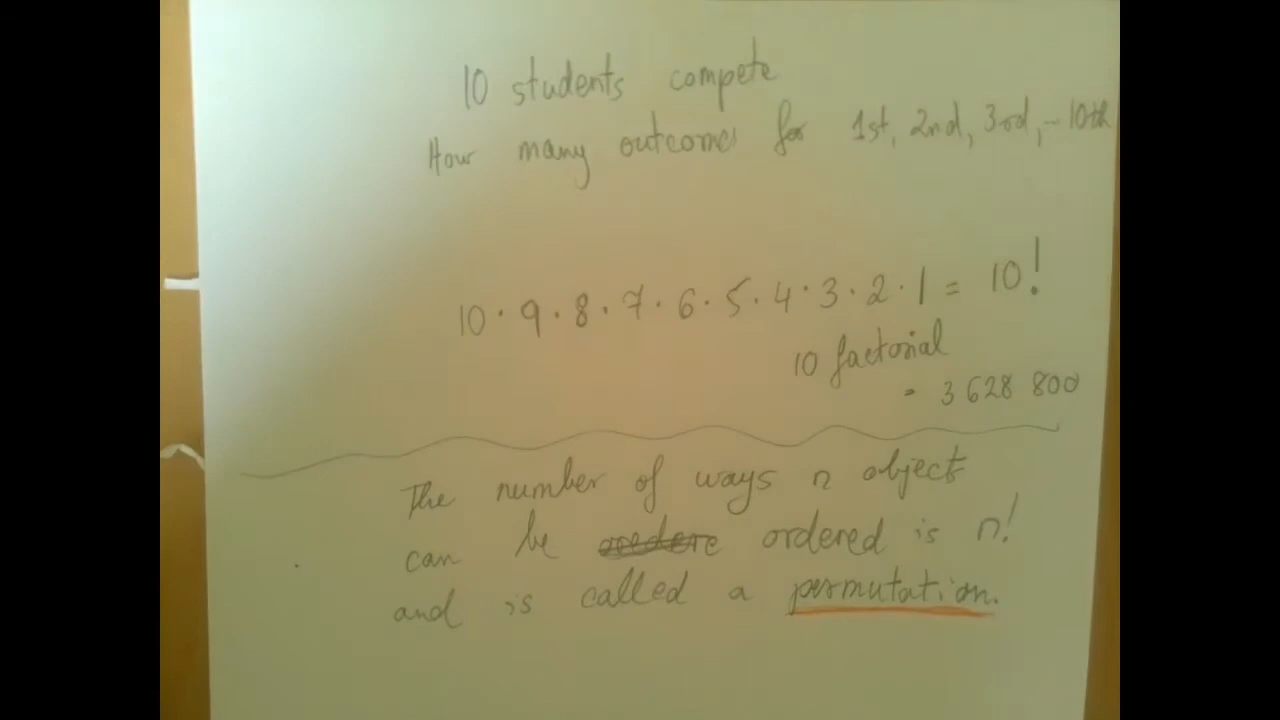 10 students compete
How many outcomes for 1st, 2nd, 3rd, -- 10th
10 · 9 · 8 · 7 · 6 · 5 · 4 · 3 · 2 · 1 = 10!
10 factorial
= 3 628 800
The number of ways n objects
can be ordered is n!
and is called a permutation.